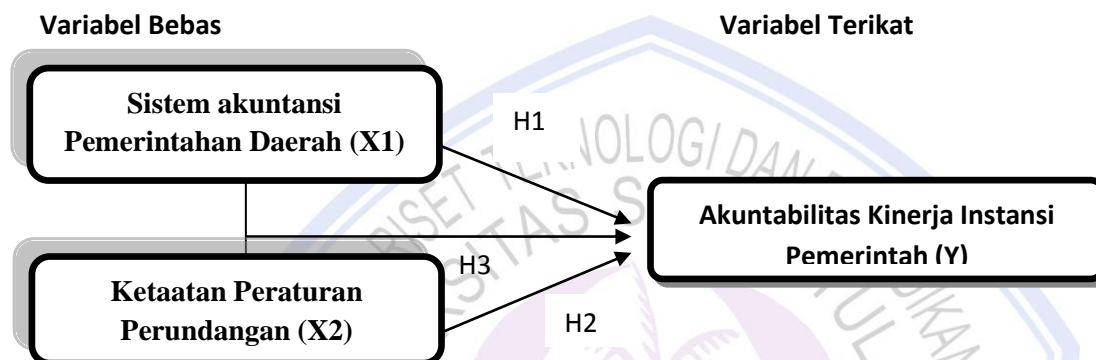 Variabel Bebas
Variabel Terikat
Sistem akuntansi
Pemerintahan Daerah (X1)
H1
Akuntabilitas Kinerja Instansi
Pemerintah (Y)
H3
Ketaatan Peraturan
Perundangan (X2)
H2